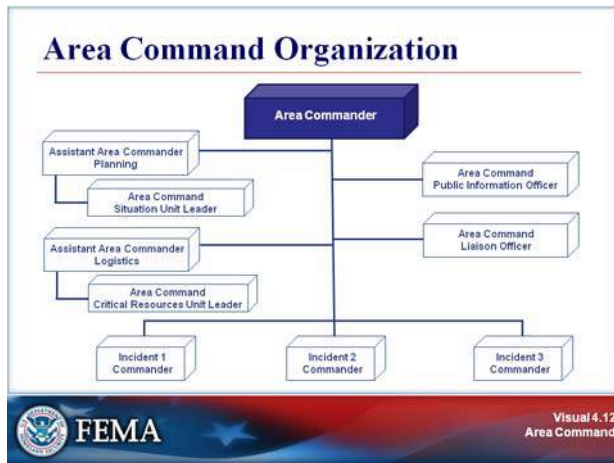 Area Command Organization
Area Commander
Assistant Area Commander
Planning
Area Command
Situation Unit Leader
Area Command
Public Information Officer
Assistant Area Commander
Logistics
Area Command
Liaison Officer
Area Command
Critical Resources Unit Leader
Incident 1
Commander
Incident 2
Commander
Incident 3
Commander
FEMA
Visual 4.12
Area Command